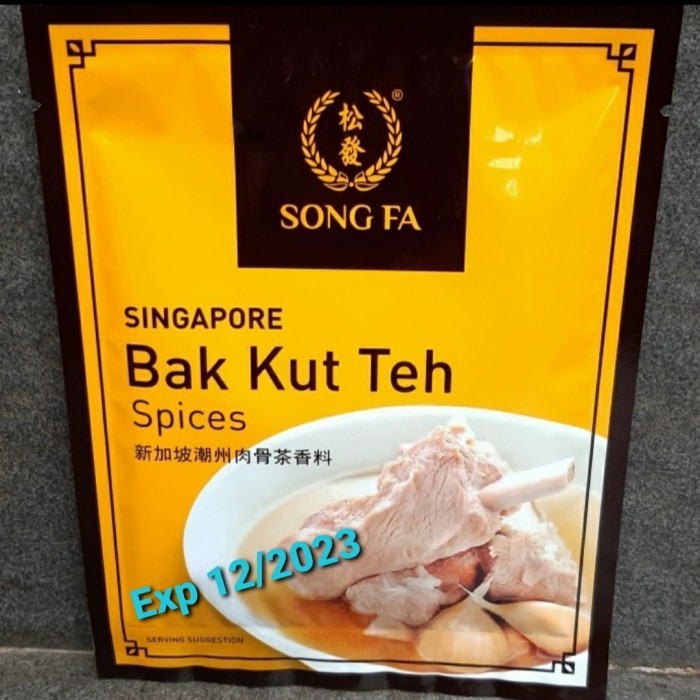 松
發
®
SONG FA
SINGAPORE
Bak Kut Teh
Spices
新加坡潮州肉骨茶香料
Exp 12/2023
SERVING SUGGESTION